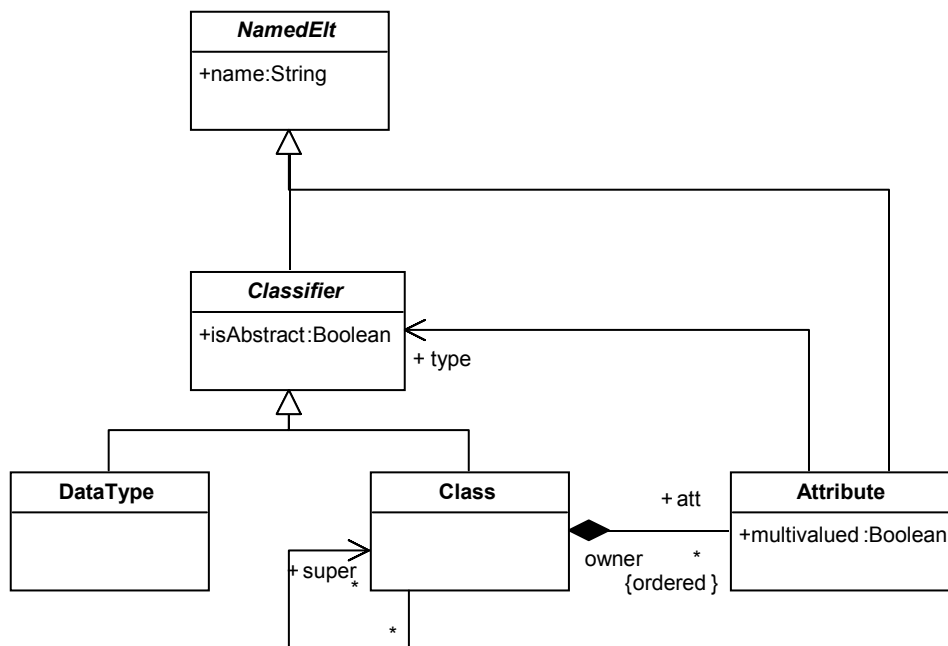 NamedElt
+name:String
Classifier
+isAbstract:Boolean
+ type
DataType
Class
+ att
Attribute
+multivalued :Boolean
owner
*
{ordered }
+ super
*
*